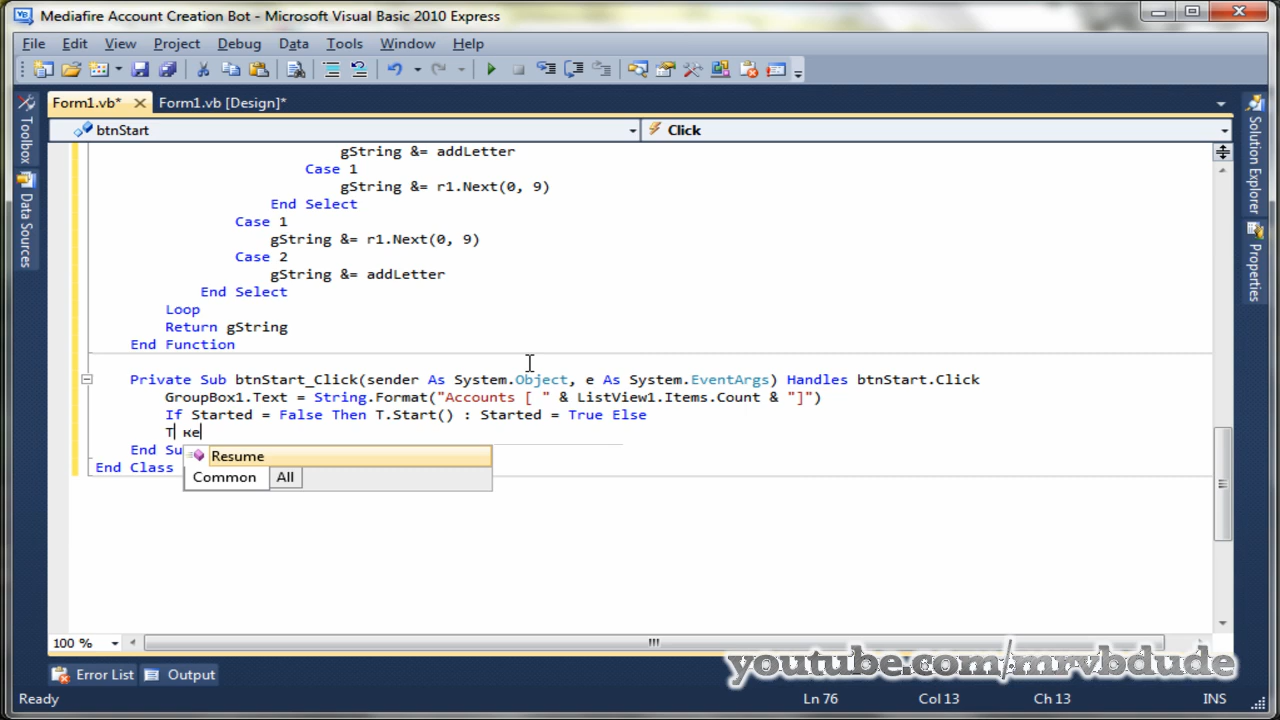 Mediafire Account Creation Bot - Microsoft Visual Basic 2010 Express
File Edit View Project Debug Data Tools Window Help
Form1.vb* Form1.vb [Design]*
btnStart Click
gString &= addLetter
Case 1
gString &= r1.Next(0, 9)
End Select
Case 1
gString &= r1.Next(0, 9)
Case 2
gString &= addLetter
End Select
Loop
Return gString
End Function
Private Sub btnStart_Click(sender As System.Object, e As System.EventArgs) Handles btnStart.Click
GroupBox1.Text = String.Format("Accounts [ " & ListView1.Items.Count & "]")
If Started = False Then T.Start() : Started = True Else
T
End Su
End Class
Resume
Common All
Toolbox
Data Sources
Solution Explorer
Properties
100 %
youtube.com/mrvbdude
Error List Output
Ready Ln 76 Col 13 Ch 13 INS